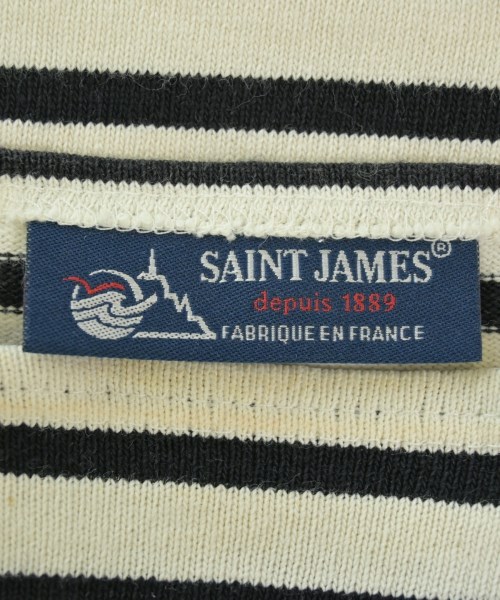 SAINT JAMES®
depuis 1889
FABRIQUE EN FRANCE